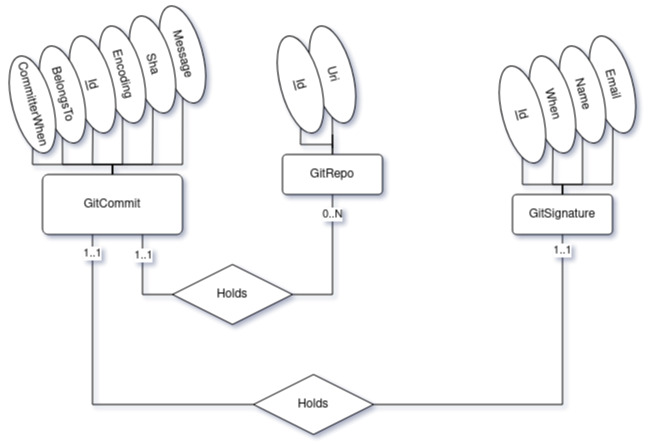 CommitterWhen
BelongsTo
Id
Encoding
Sha
Message
Id
Uri
Id
When
Name
Email
GitCommit
GitRepo
GitSignature
1..1
1..1
0..N
1..1
Holds
Holds